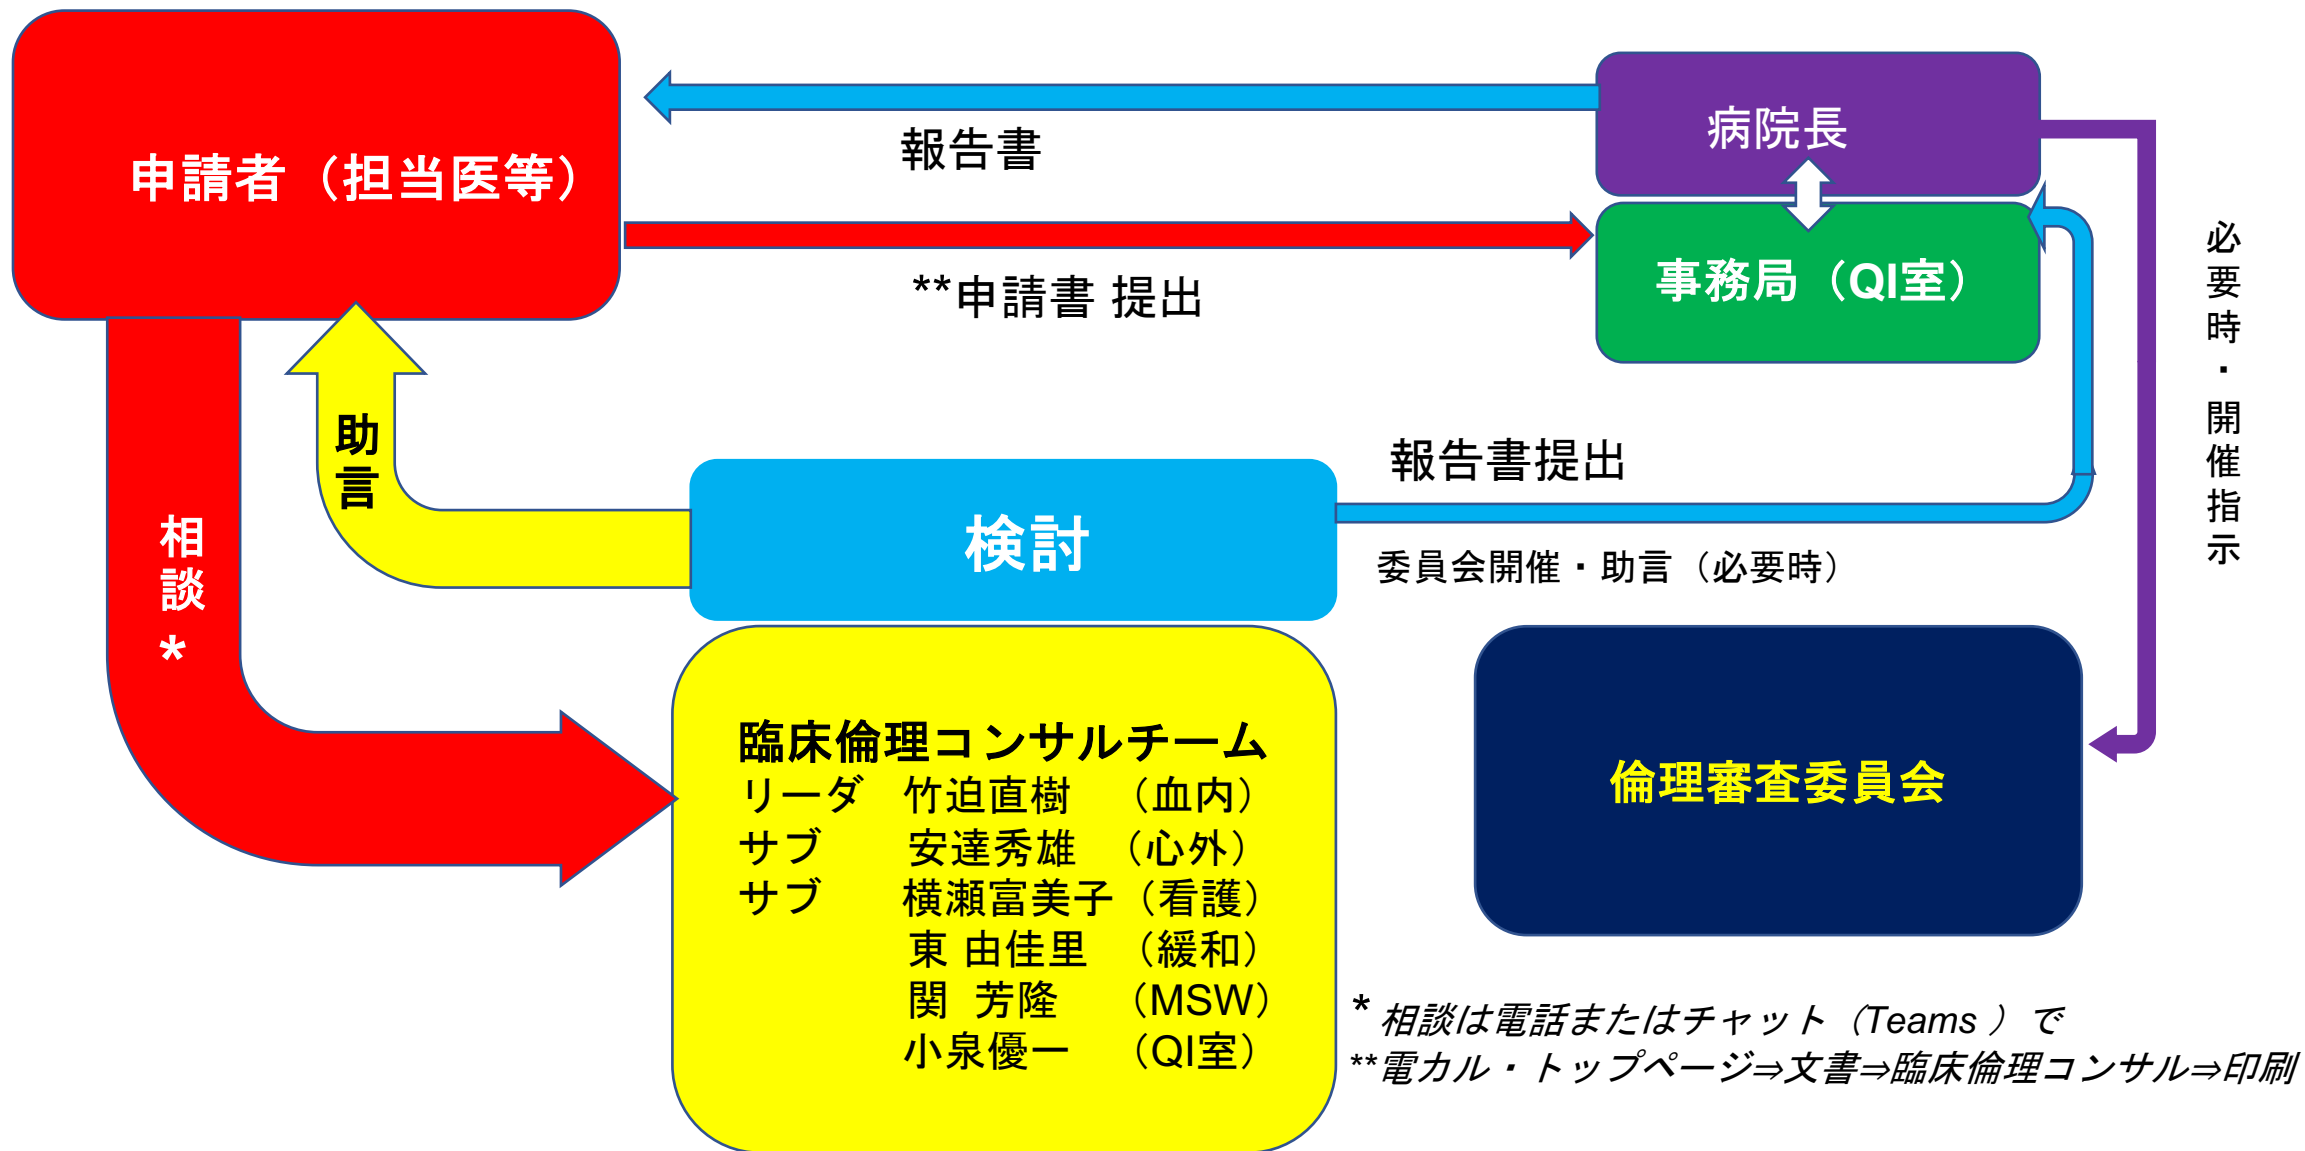 申請者（担当医等）
報告書
病院長
**申請書 提出
事務局（QI室）
必要時・開催指示
助言
相談*
検討
報告書提出
委員会開催・助言（必要時）
臨床倫理コンサルチーム
リーダ 竹迫直樹 （血内）
サブ 安達秀雄 （心外）
サブ 横瀬富美子（看護）
東 由佳里 （緩和）
関 芳隆 （MSW）
小泉優一 （QI室）
倫理審査委員会
* 相談は電話またはチャット（Teams ）で
**電カル・トップページ⇒文書⇒臨床倫理コンサル⇒印刷